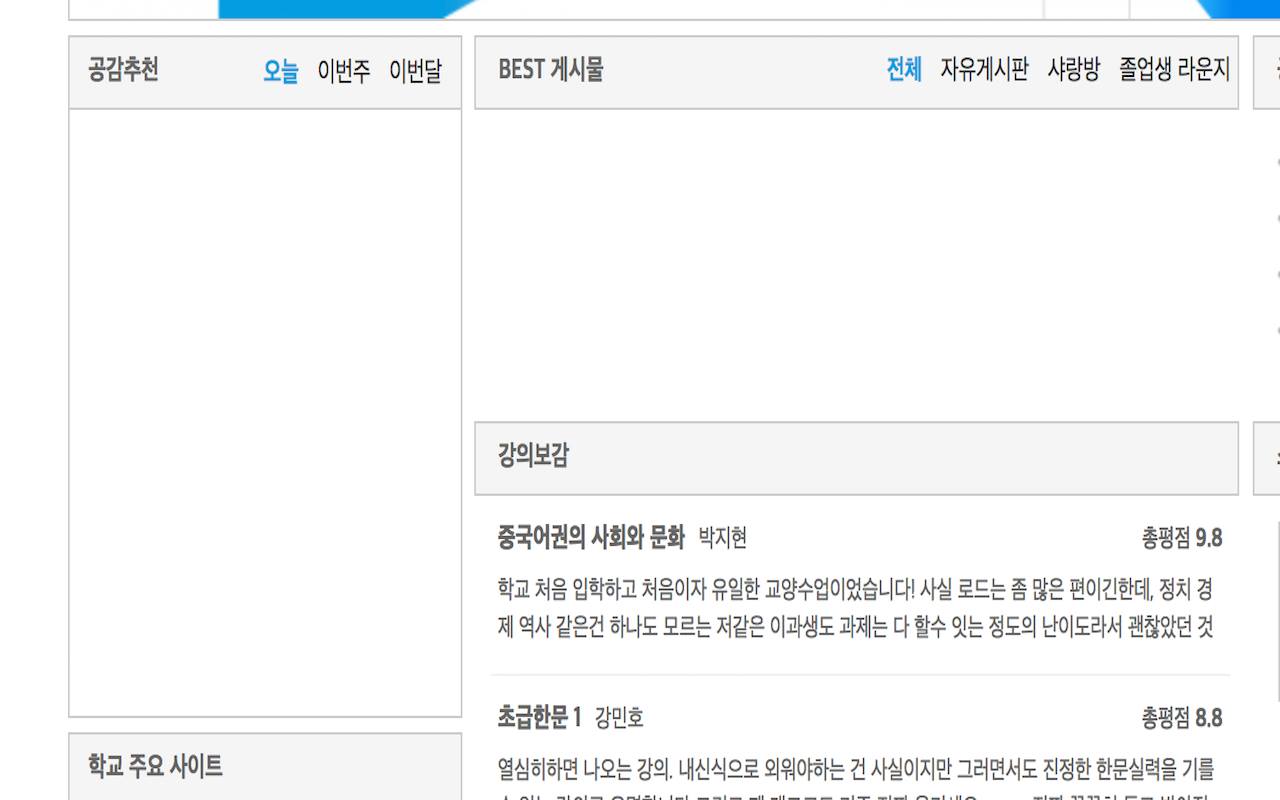 공감추천
오늘 이번주 이번달
BEST 게시물
전체 자유게시판 샤랑방 졸업생 라운지
강의보감
중국어권의 사회와 문화 박지현
총평점 9.8
학교 처음 입학하고 처음이자 유일한 교양수업이었습니다! 사실 로드는 좀 많은 편이긴한데, 정치 경
제 역사 같은건 하나도 모르는 저같은 이과생도 과제는 다 할수 잇는 정도의 난이도라서 괜찮았던 것
초급한문 1 강민호
총평점 8.8
열심히하면 나오는 강의. 내신식으로 외워야하는 건 사실이지만 그러면서도 진정한 한문실력을 기를
학교 주요 사이트